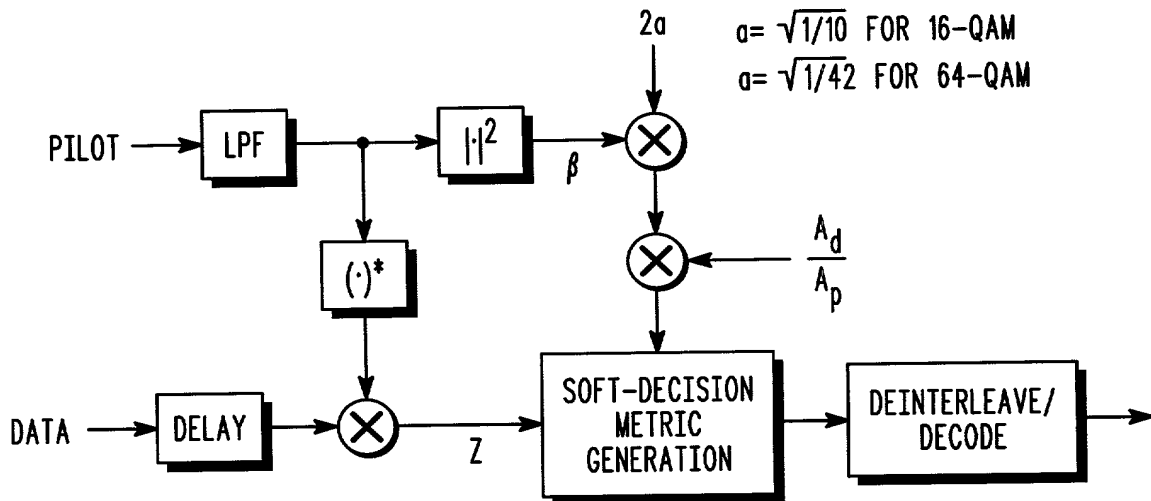 2a
a= √1/10 FOR 16-QAM
a= √1/42 FOR 64-QAM
PILOT
LPF
|·|²
β
(·)*
A_d
A_p
DATA
DELAY
Z
SOFT-DECISION
METRIC
GENERATION
DEINTERLEAVE/
DECODE